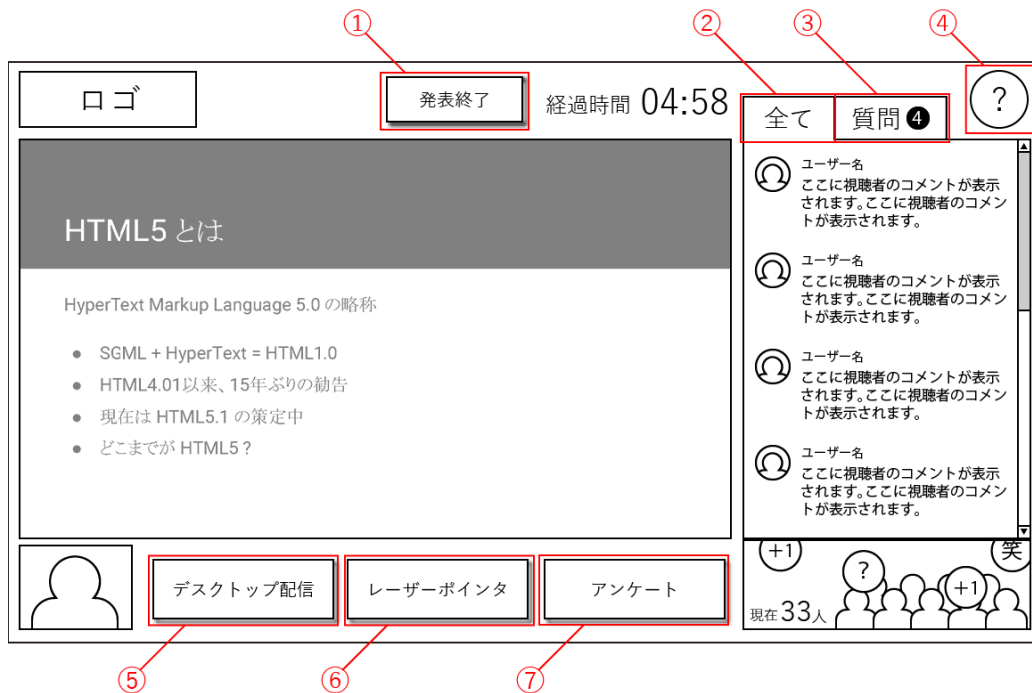 ① ② ③ ④
ロゴ
発表終了
経過時間 04:58
全て
質問 4
?
HTML5 とは
HyperText Markup Language 5.0 の略称
● SGML + HyperText = HTML1.0
● HTML4.01以来、15年ぶりの勧告
● 現在は HTML5.1 の策定中
● どこまでが HTML5 ?
ユーザー名
ここに視聴者のコメントが表示
されます。ここに視聴者のコメン
トが表示されます。
ユーザー名
ここに視聴者のコメントが表示
されます。ここに視聴者のコメン
トが表示されます。
ユーザー名
ここに視聴者のコメントが表示
されます。ここに視聴者のコメン
トが表示されます。
ユーザー名
ここに視聴者のコメントが表示
されます。ここに視聴者のコメン
トが表示されます。
デスクトップ配信
レーザーポインタ
アンケート
+1
笑
?
+1
現在33人
⑤ ⑥ ⑦